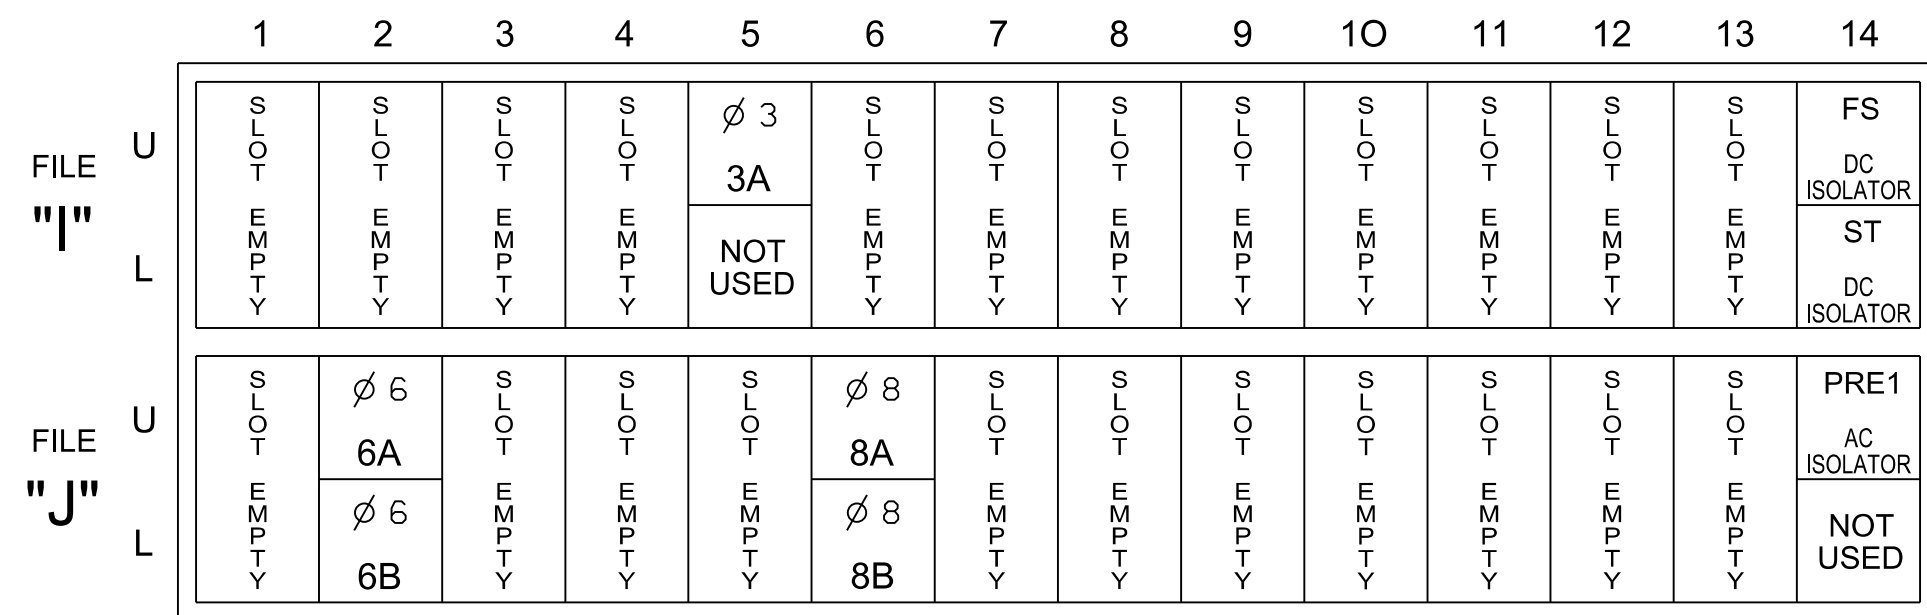 1 2 3 4 5 6 7 8 9 10 11 12 13 14
FILE
"I"
U
L
SLOT EMPTY
SLOT EMPTY
SLOT EMPTY
SLOT EMPTY
Ø 3
3A
NOT
USED
SLOT EMPTY
SLOT EMPTY
SLOT EMPTY
SLOT EMPTY
SLOT EMPTY
SLOT EMPTY
SLOT EMPTY
SLOT EMPTY
FS
DC
ISOLATOR
ST
DC
ISOLATOR
FILE
"J"
U
L
SLOT EMPTY
Ø 6
6A
Ø 6
6B
SLOT EMPTY
SLOT EMPTY
SLOT EMPTY
Ø 8
8A
Ø 8
8B
SLOT EMPTY
SLOT EMPTY
SLOT EMPTY
SLOT EMPTY
SLOT EMPTY
SLOT EMPTY
SLOT EMPTY
PRE1
AC
ISOLATOR
NOT
USED